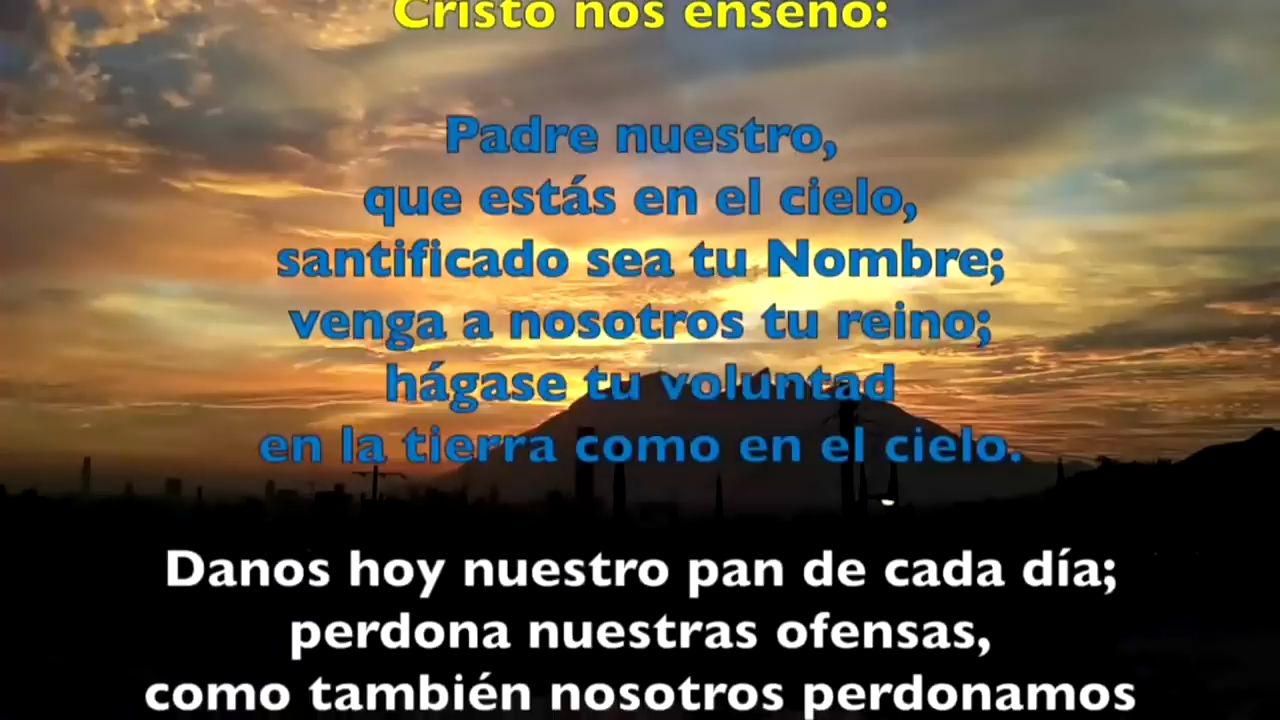 Cristo nos enseñó:
Padre nuestro,
que estás en el cielo,
santificado sea tu Nombre;
venga a nosotros tu reino;
hágase tu voluntad
en la tierra como en el cielo.
Danos hoy nuestro pan de cada día;
perdona nuestras ofensas,
como también nosotros perdonamos